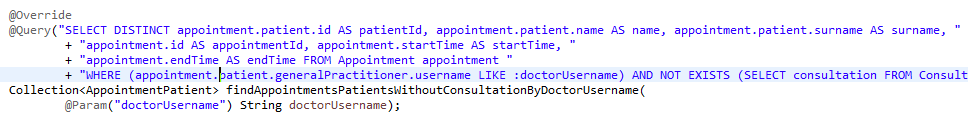 @Override
@Query("SELECT DISTINCT appointment.patient.id AS patientId, appointment.patient.name AS name, appointment.patient.surname AS surname, "
+ "appointment.id AS appointmentId, appointment.startTime AS startTime, "
+ "appointment.endTime AS endTime FROM Appointment appointment "
+ "WHERE (appointment.patient.generalPractitioner.username LIKE :doctorUsername) AND NOT EXISTS (SELECT consultation FROM Consult
Collection<AppointmentPatient> findAppointmentsPatientsWithoutConsultationByDoctorUsername(
@Param("doctorUsername") String doctorUsername);